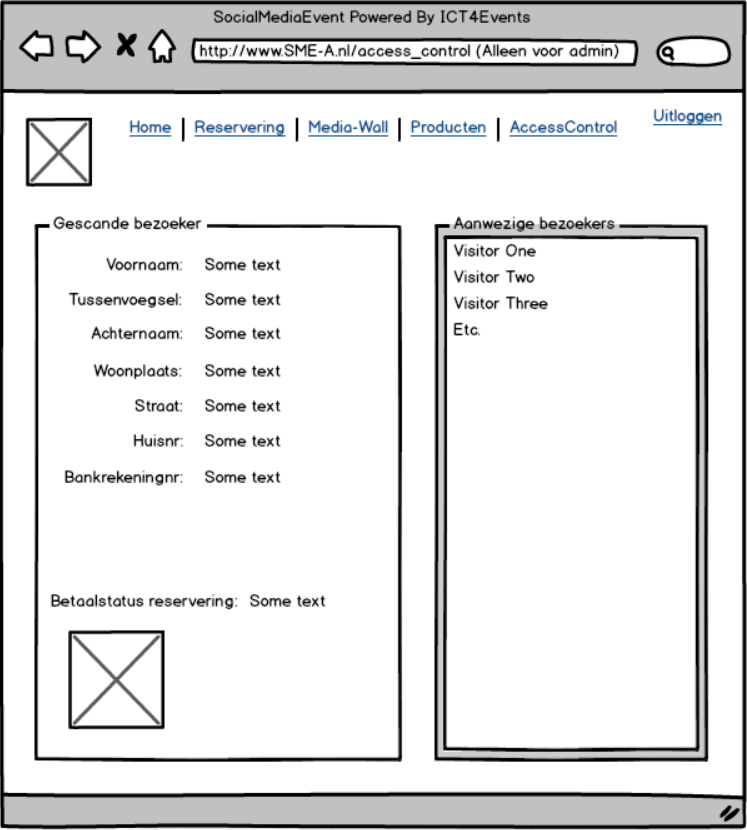 SocialMediaEvent Powered By ICT4Events
http://www.SME-A.nl/access_control (Alleen voor admin)
Uitloggen
Home | Reservering | Media-Wall | Producten | AccessControl
Gescande bezoeker
Voornaam: Some text
Tussenvoegsel: Some text
Achternaam: Some text
Woonplaats: Some text
Straat: Some text
Huisnr: Some text
Bankrekeningnr: Some text
Betaalstatus reservering: Some text
Aanwezige bezoekers
Visitor One
Visitor Two
Visitor Three
Etc.